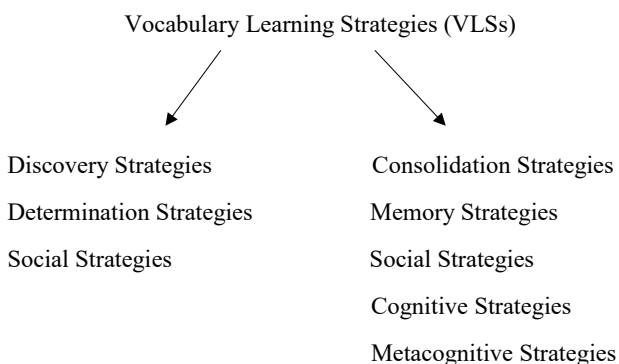 Vocabulary Learning Strategies (VLSs)
Discovery Strategies
Consolidation Strategies
Determination Strategies
Memory Strategies
Social Strategies
Social Strategies
Cognitive Strategies
Metacognitive Strategies